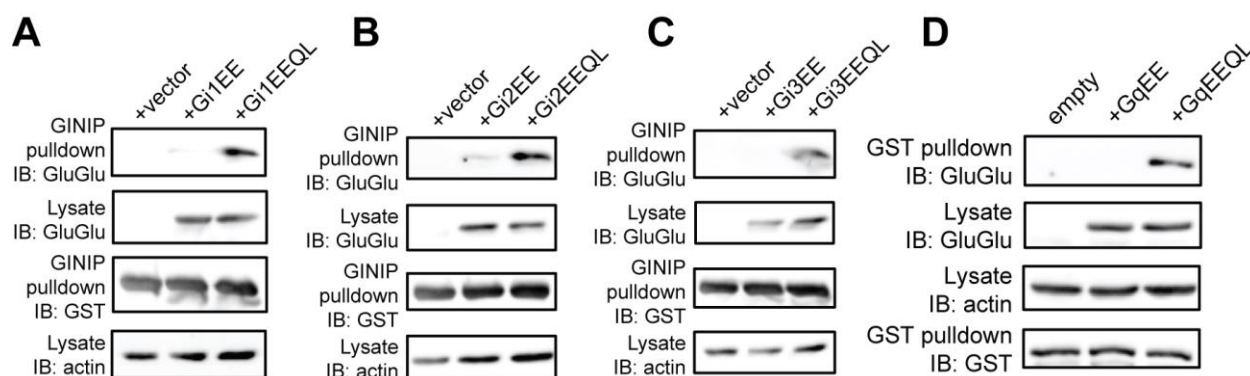 A
+vector
+Gi1EE
+Gi1EEQL
GINIP
pulldown
IB: GluGlu
Lysate
IB: GluGlu
GINIP
pulldown
IB: GST
Lysate
IB: actin
B
+vector
+Gi2EE
+Gi2EEQL
GINIP
pulldown
IB: GluGlu
Lysate
IB: GluGlu
GINIP
pulldown
IB: GST
Lysate
IB: actin
C
+vector
+Gi3EE
+Gi3EEQL
GINIP
pulldown
IB: GluGlu
Lysate
IB: GluGlu
GINIP
pulldown
IB: GST
Lysate
IB: actin
D
empty
+GqEE
+GqEEQL
GST pulldown
IB: GluGlu
Lysate
IB: GluGlu
Lysate
IB: actin
GST pulldown
IB: GST